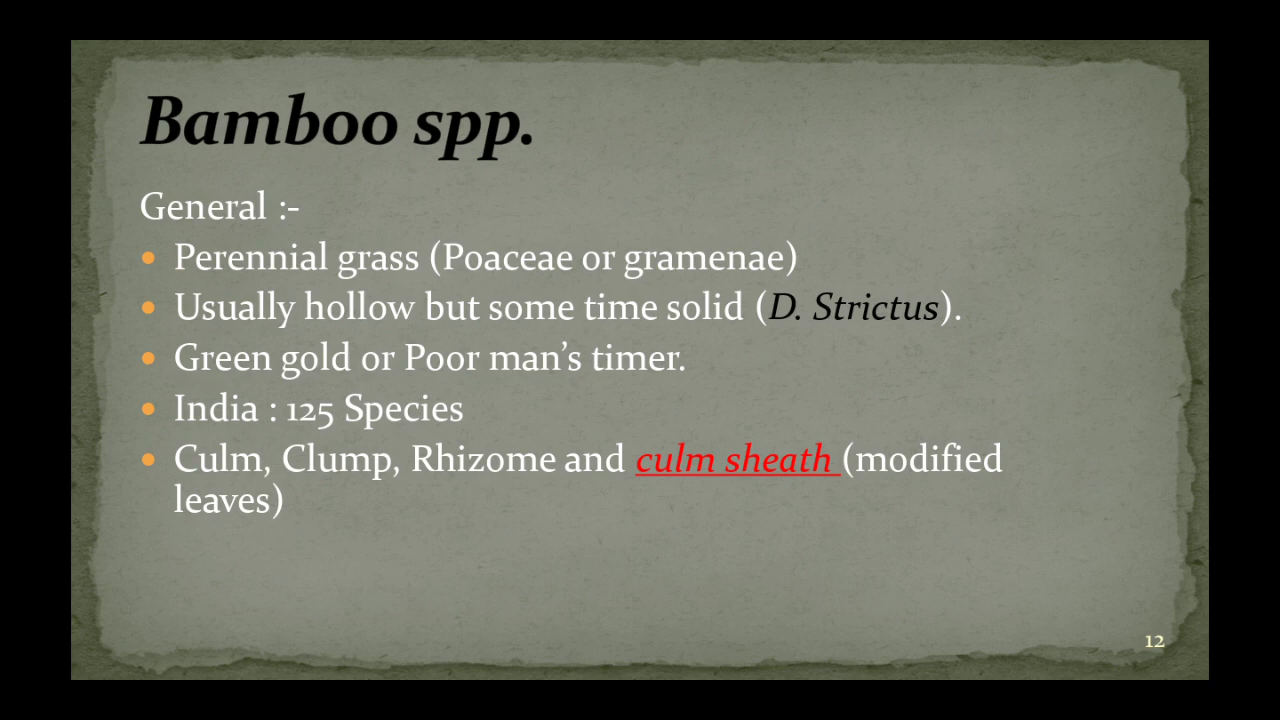 Bamboo spp.
General :-
• Perennial grass (Poaceae or gramenae)
• Usually hollow but some time solid (D. Strictus).
• Green gold or Poor man’s timer.
• India : 125 Species
• Culm, Clump, Rhizome and culm sheath (modified
leaves)
12